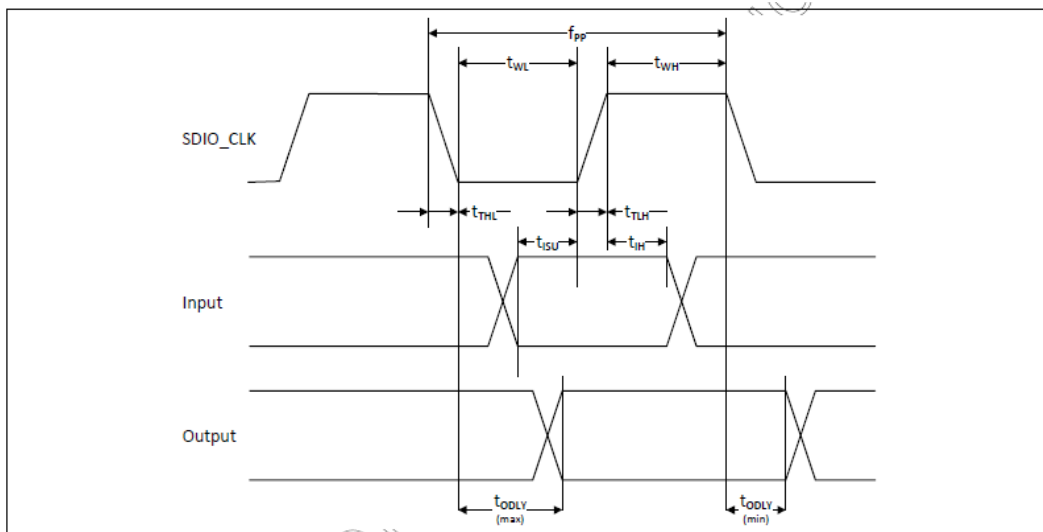 fPP
tWL
tWH
SDIO_CLK
tTHL
tTLH
tISU
tIH
Input
Output
tODLY
(max)
tODLY
(min)